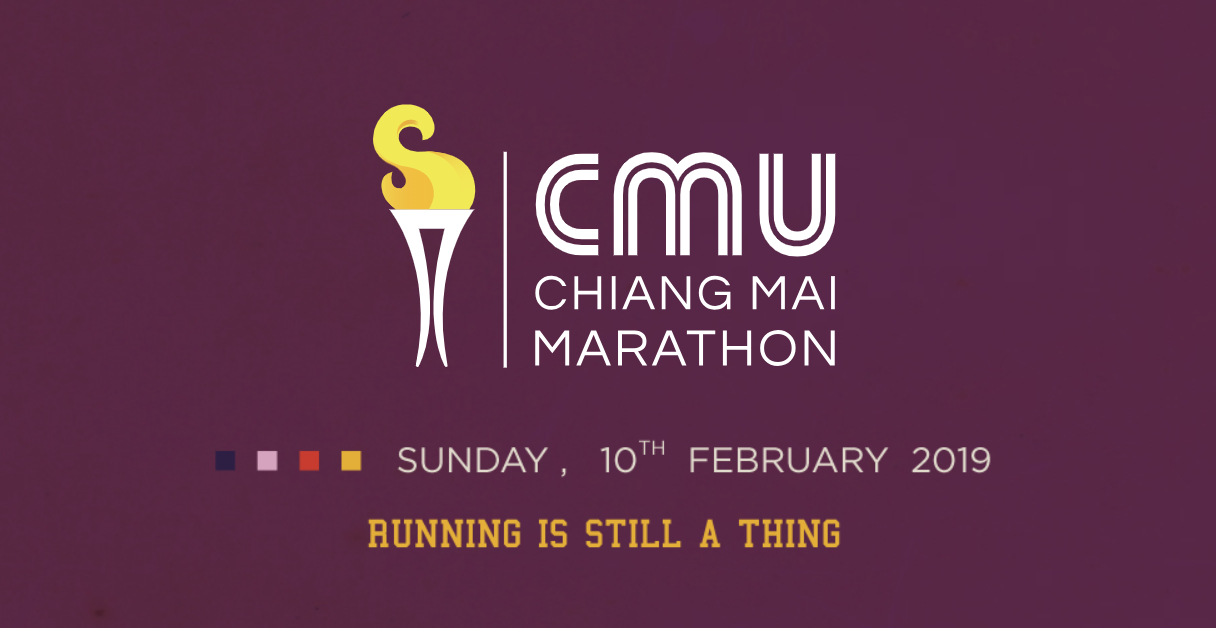 CMU
CHIANG MAI
MARATHON
SUNDAY , 10TH FEBRUARY 2019
RUNNING IS STILL A THING